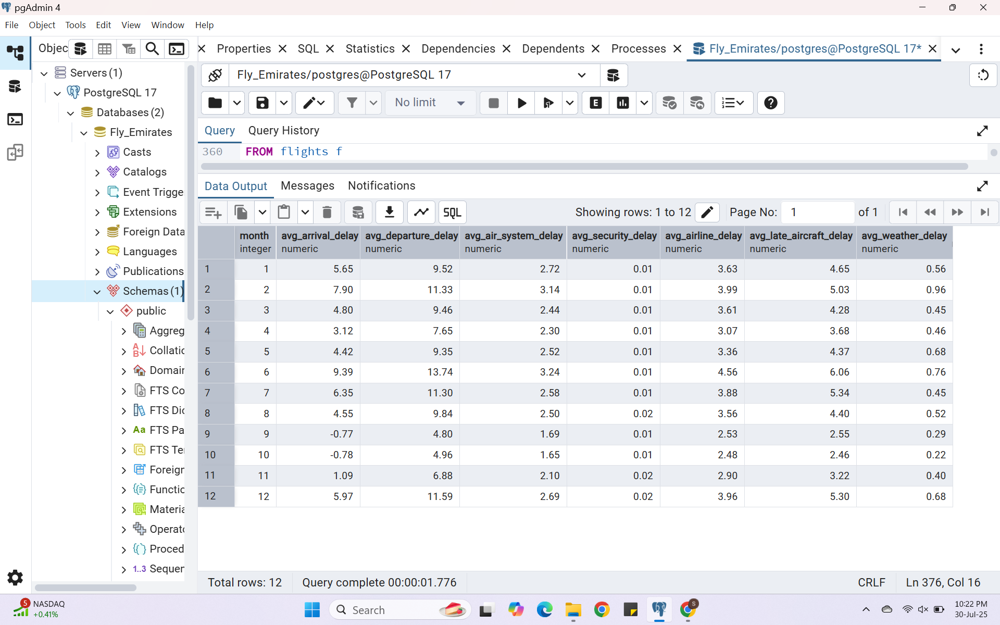 pgAdmin 4
File Object Tools Edit View Window Help
Objec
Properties SQL Statistics Dependencies Dependents Processes Fly_Emirates/postgres@PostgreSQL 17*
Servers (1)
PostgreSQL 17
Databases (2)
Fly_Emirates
Casts
Catalogs
Event Trigge
Extensions
Foreign Data
Languages
Publications
Schemas (1)
public
Aggreg
Collatio
Domair
FTS Co
FTS Dic
Aa FTS Pa
FTS Te
Foreigr
Functio
Materia
Operato
Proced
1..3 Sequer
Fly_Emirates/postgres@PostgreSQL 17
No limit
E
Query Query History
360 FROM flights f
Data Output Messages Notifications
SQL Showing rows: 1 to 12 Page No: 1 of 1
month avg_arrival_delay avg_departure_delay avg_air_system_delay avg_security_delay avg_airline_delay avg_late_aircraft_delay avg_weather_delay
integer numeric numeric numeric numeric numeric numeric numeric
1 1 5.65 9.52 2.72 0.01 3.63 4.65 0.56
2 2 7.90 11.33 3.14 0.01 3.99 5.03 0.96
3 3 4.80 9.46 2.44 0.01 3.61 4.28 0.45
4 4 3.12 7.65 2.30 0.01 3.07 3.68 0.46
5 5 4.42 9.35 2.52 0.01 3.36 4.37 0.68
6 6 9.39 13.74 3.24 0.01 4.56 6.06 0.76
7 7 6.35 11.30 2.58 0.01 3.88 5.34 0.45
8 8 4.55 9.84 2.50 0.02 3.56 4.40 0.52
9 9 -0.77 4.80 1.69 0.01 2.53 2.55 0.29
10 10 -0.78 4.96 1.65 0.01 2.48 2.46 0.22
11 11 1.09 6.88 2.10 0.02 2.90 3.22 0.40
12 12 5.97 11.59 2.69 0.02 3.96 5.30 0.68
Total rows: 12 Query complete 00:00:01.776 CRLF Ln 376, Col 16
5 NASDAQ
+0.41%
Search
S
10:22 PM
30-Jul-25